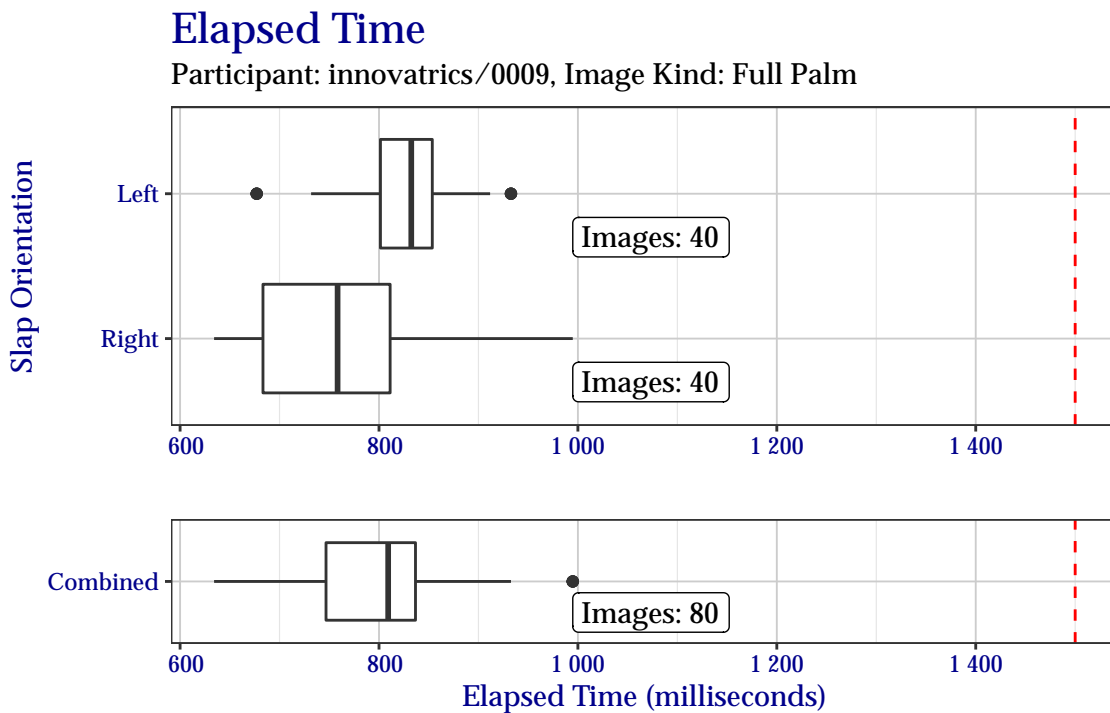 Elapsed Time
Participant: innovatrics/0009, Image Kind: Full Palm
Slap Orientation
Left
Images: 40
Right
Images: 40
600 800 1 000 1 200 1 400
Combined
Images: 80
600 800 1 000 1 200 1 400
Elapsed Time (milliseconds)